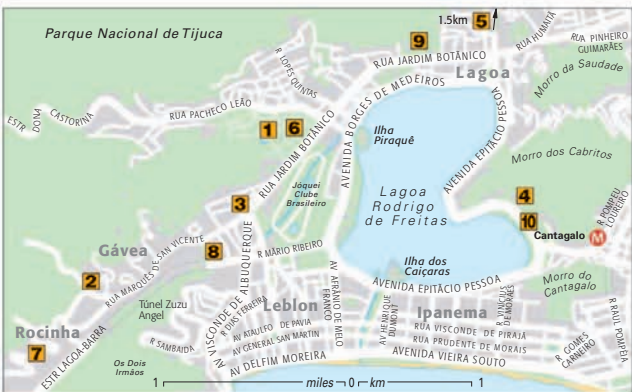 1.5km
5
Parque Nacional de Tijuca
9
RUA HUMAITÁ
RUA PINHEIRO
GUIMARÃES
RUA JARDIM BOTÂNICO
Lagoa
Morro da Saudade
R LOPES QUINTAS
RUA PACHECO LEÃO
ESTR DONA CASTORINA
AVENIDA BORGES DE MEDEIROS
AVENIDA EPITÁCIO PESSOA
1
6
RUA JARDIM BOTÂNICO
Ilha
Piraquê
Morro dos Cabritos
Jóquei
Clube
Brasileiro
Lagoa
Rodrigo
de Freitas
4
3
10
R POMPEU
LOUREIRO
Cantagalo
M
Gávea
8
RUA MARQUÊS DE SAN VICENTE
AV VISCONDE DE ALBUQUERQUE
R MÁRIO RIBEIRO
Ilha dos
Caiçaras
AVENIDA EPITÁCIO PESSOA
Morro do
Cantagalo
2
Túnel Zuzu
Angel
Leblon
R DIAS FERREIRA
AV AFRÂNIO DE MELO
FRANCO
AV HENRIQUE
DUMONT
Ipanema
R VINÍCIUS
DE MORAES
R RAUL POMPÉIA
Rocinha
7
ESTR LAGOA-BARRA
R SAMBAIDA
AV ATAULFO DE PAVIA
AV GENERAL SAN MARTIN
AV DELFIM MOREIRA
RUA VISCONDE DE PIRAJÁ
RUA PRUDENTE DE MORAIS
AVENIDA VIEIRA SOUTO
R GOMES
CARNEIRO
Os Dois
Irmãos
1 miles 0 km 1